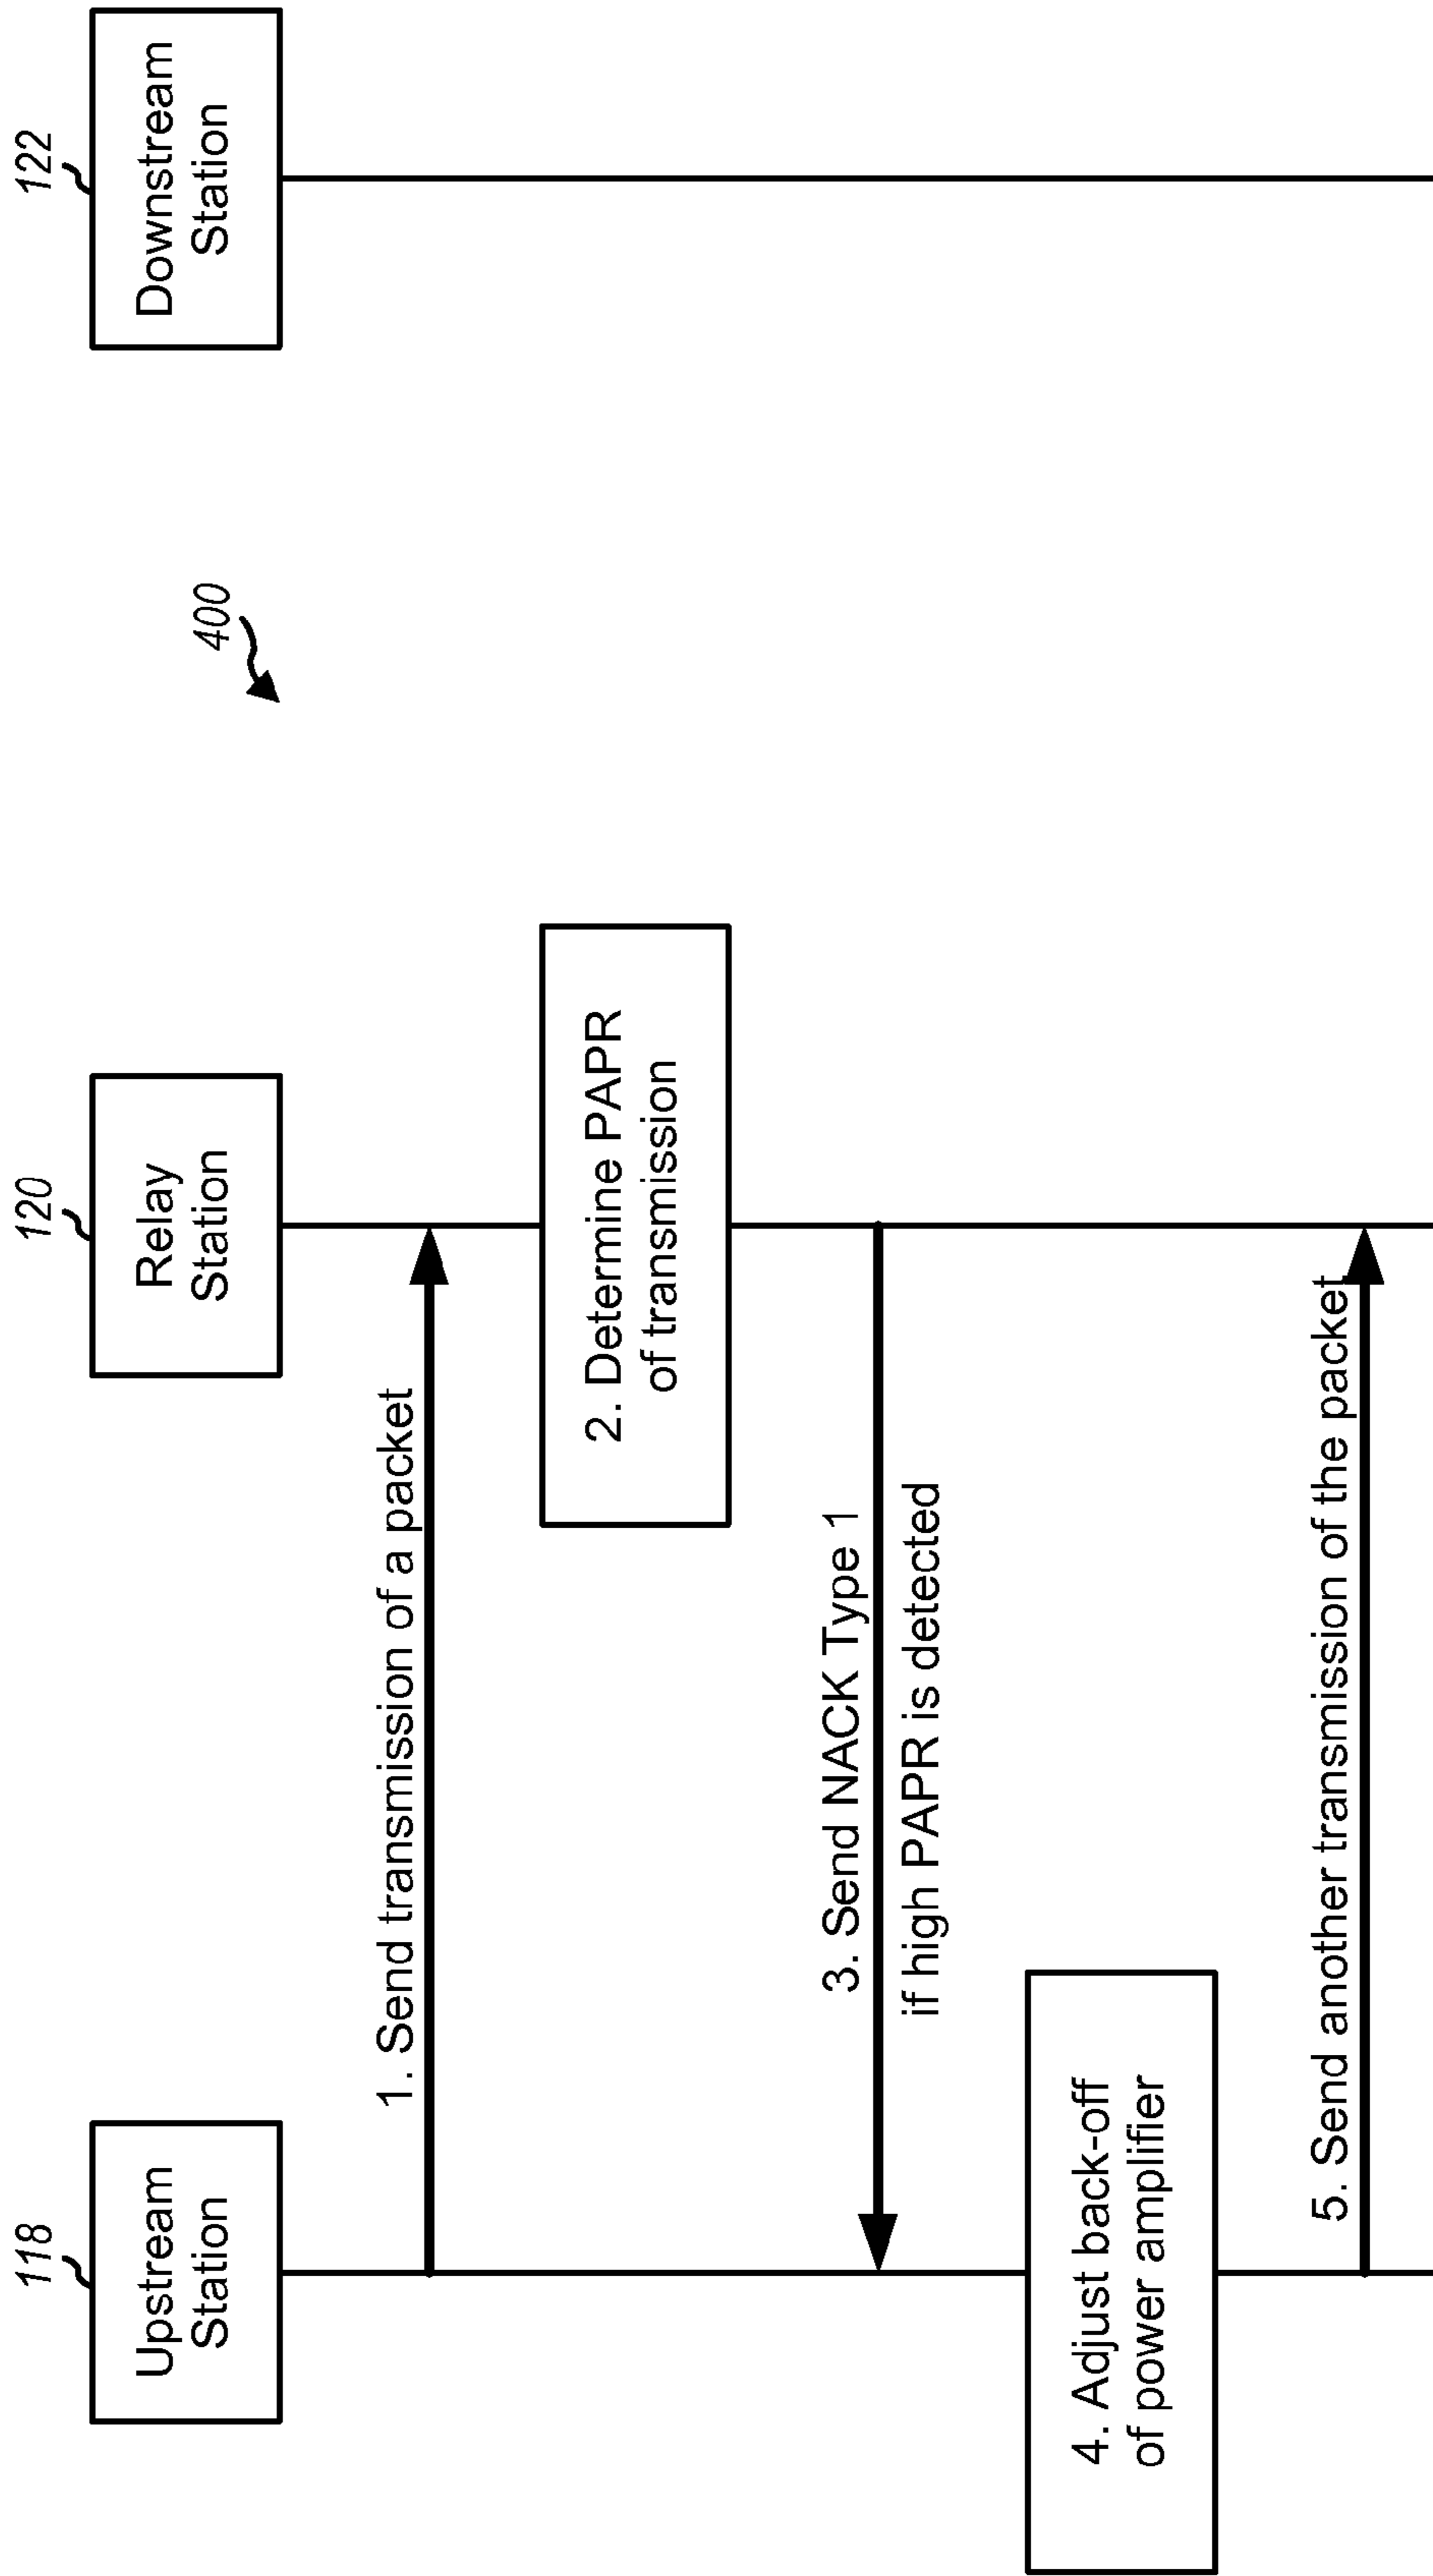 118
Upstream
Station
120
Relay
Station
122
Downstream
Station
400
1. Send transmission of a packet
2. Determine PAPR
of transmission
3. Send NACK Type 1
if high PAPR is detected
4. Adjust back-off
of power amplifier
5. Send another transmission of the packet